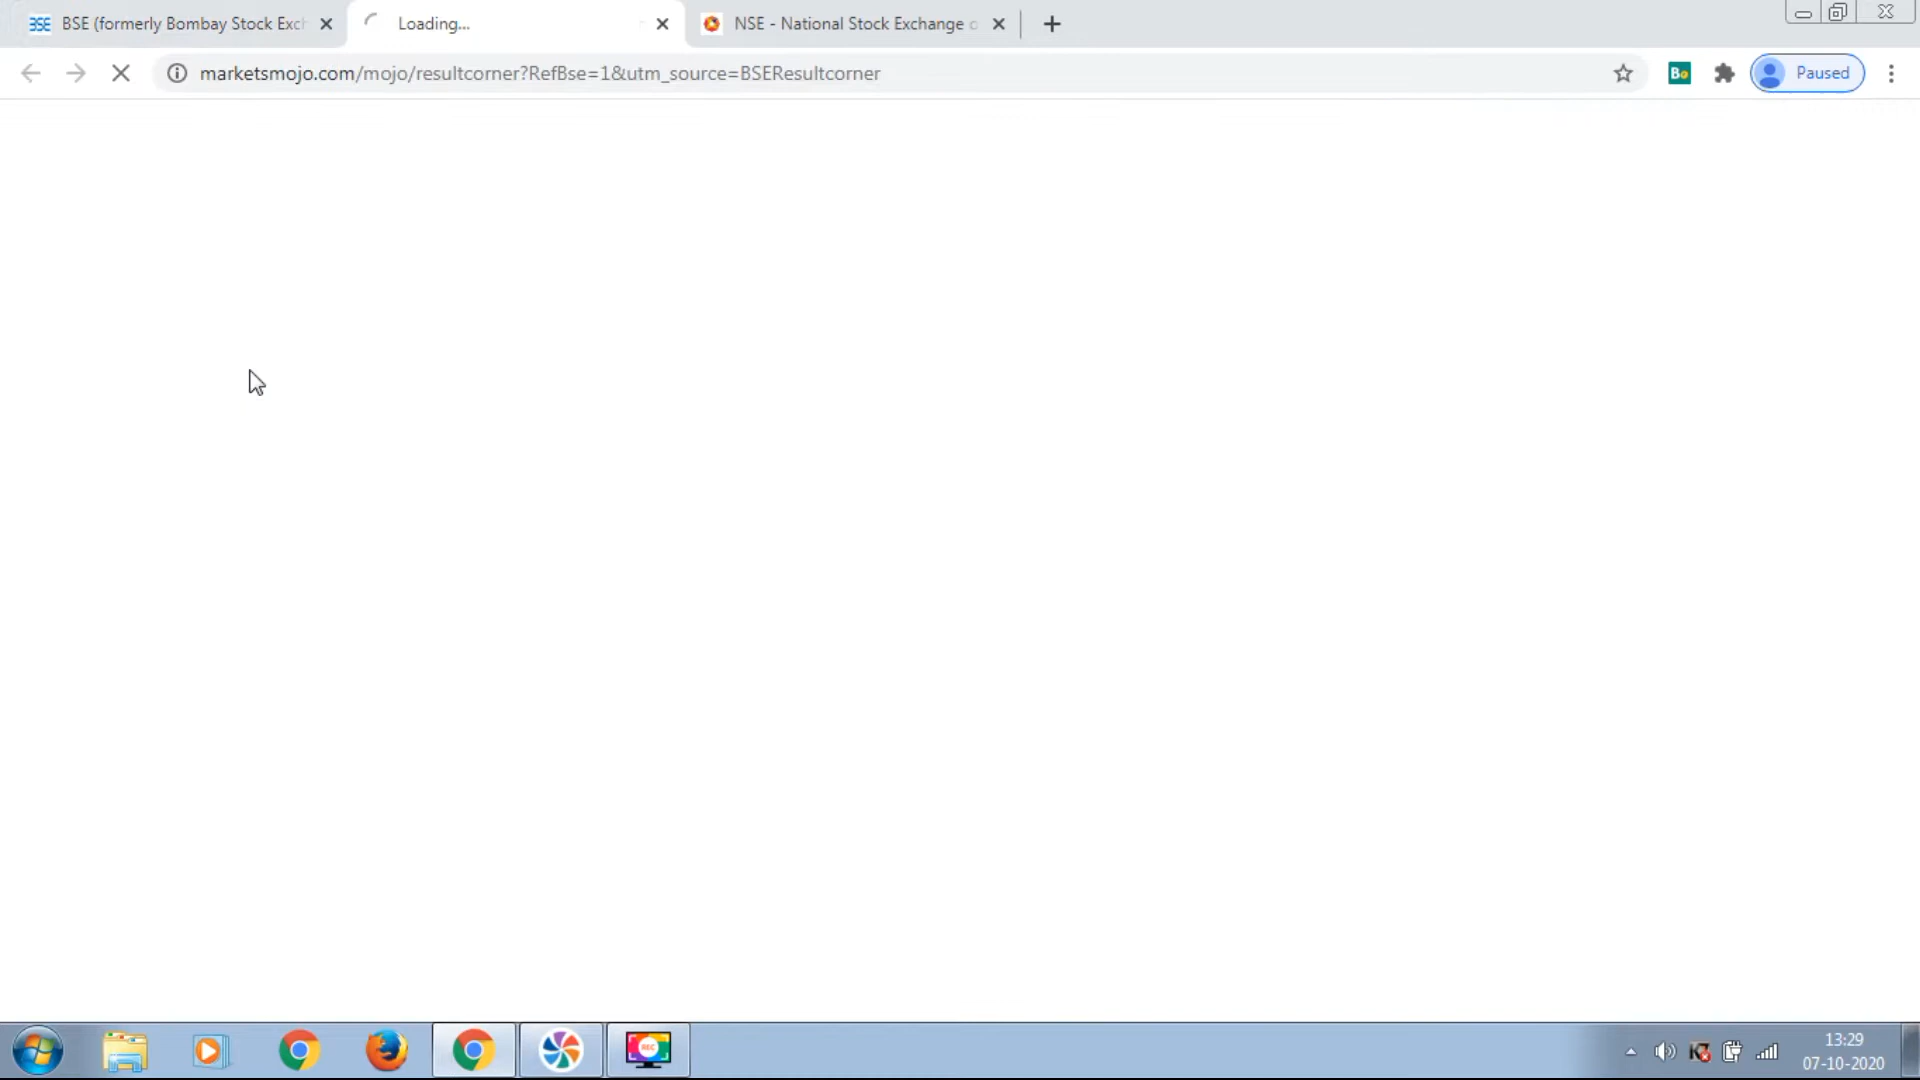 BSE (formerly Bombay Stock Exch
Loading...
NSE - National Stock Exchange o
marketsmojo.com/mojo/resultcorner?RefBse=1&utm_source=BSEResultcorner
Paused
REC
13:29
07-10-2020